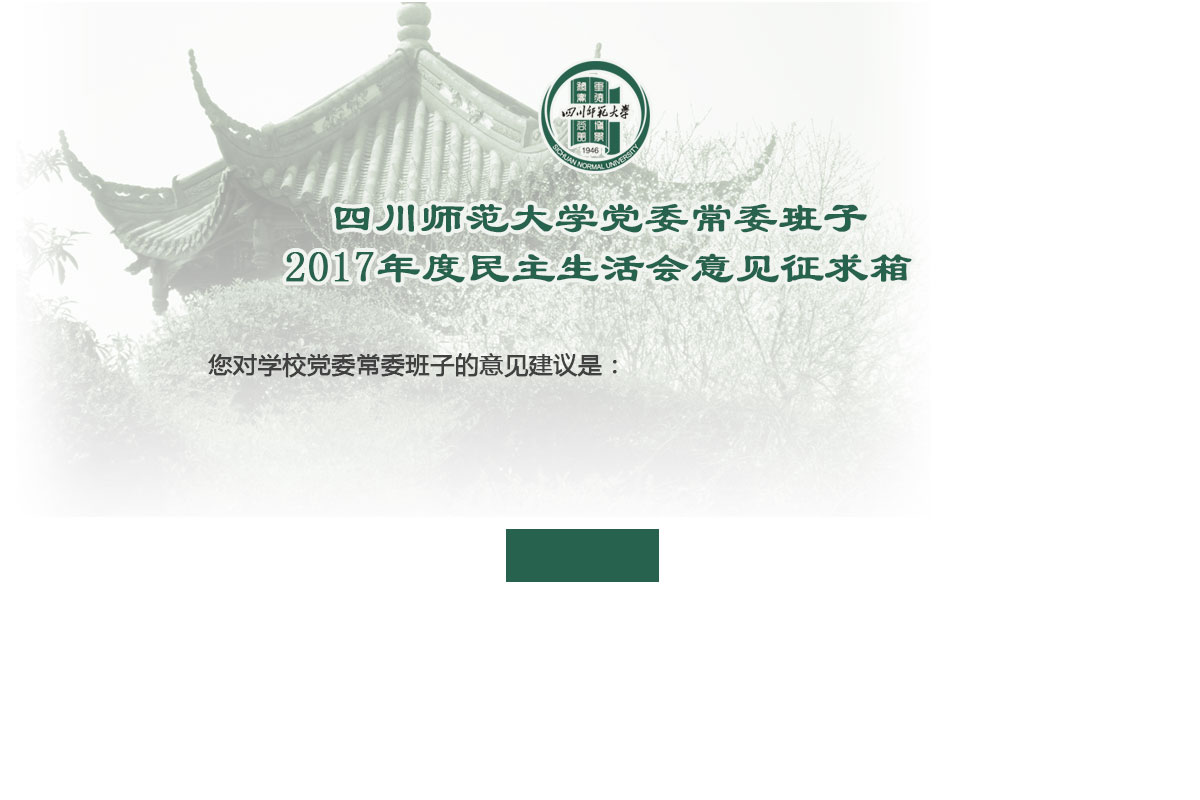 四川师范大学
1946
SICHUAN NORMAL UNIVERSITY
四川师范大学党委常委班子
2017年度民主生活会意见征求箱
您对学校党委常委班子的意见建议是：